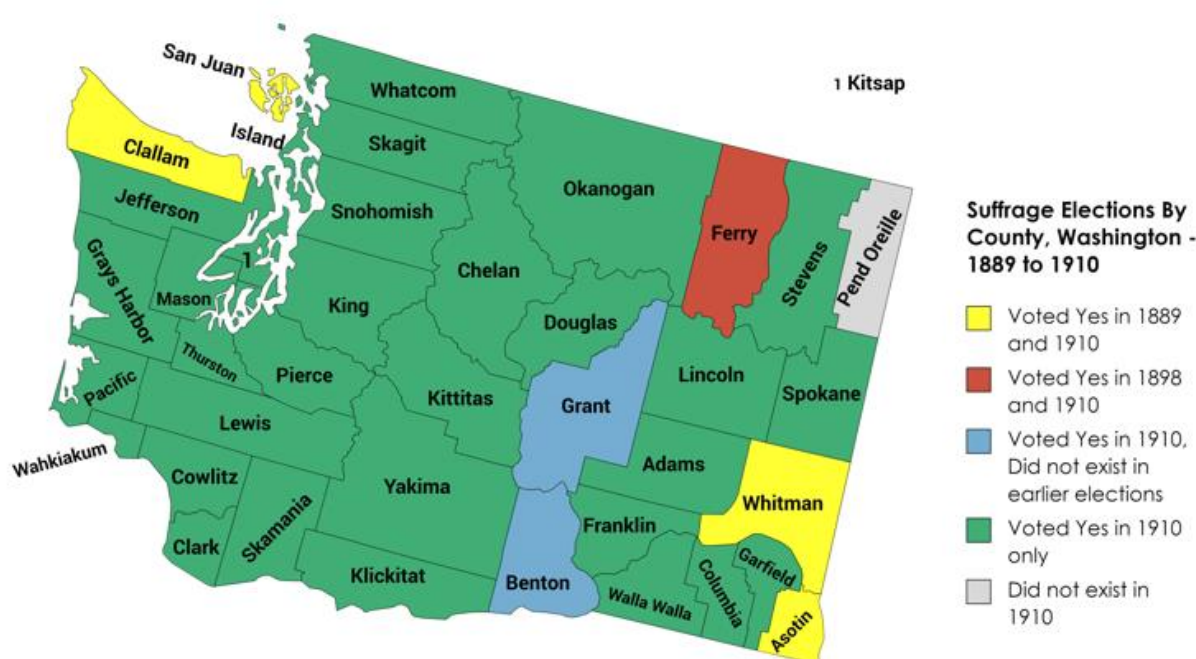 San Juan
Whatcom
1 Kitsap
Island
Skagit
Clallam
Okanogan
Jefferson
Snohomish
Ferry
Pend Oreille
Stevens
Chelan
1
Grays Harbor
Mason
King
Douglas
Thurston
Pierce
Lincoln
Spokane
Pacific
Kittitas
Grant
Lewis
Wahkiakum
Adams
Cowlitz
Yakima
Whitman
Skamania
Franklin
Clark
Klickitat
Benton
Garfield
Columbia
Walla Walla
Asotin
Suffrage Elections By
County, Washington -
1889 to 1910
Voted Yes in 1889
and 1910
Voted Yes in 1898
and 1910
Voted Yes in 1910,
Did not exist in
earlier elections
Voted Yes in 1910
only
Did not exist in
1910